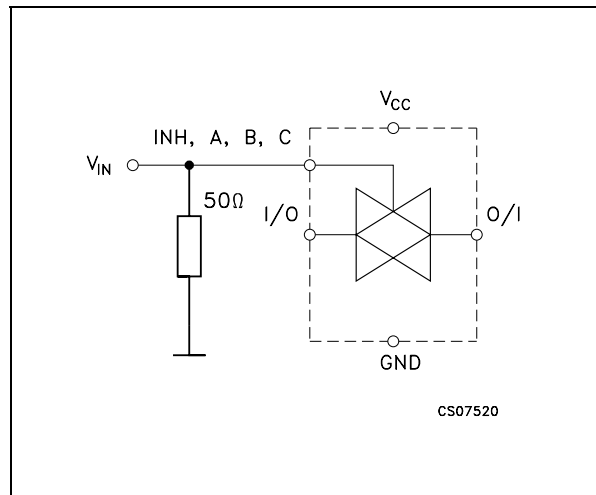 V_CC
INH, A, B, C
V_IN
50Ω
I/O
O/I
GND
CS07520